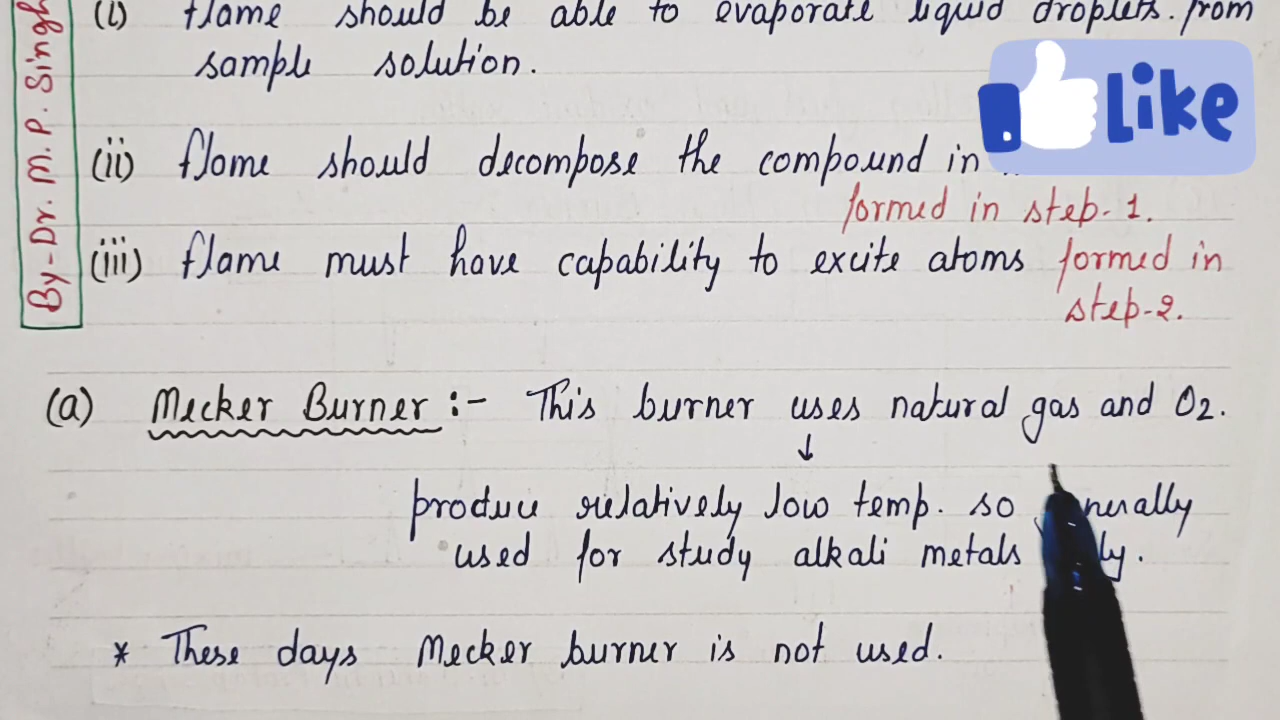 By-Dr. M. P. Singh
(i) flame should be able to evaporate liquid droplets from
sample solution.
LIKE
(ii) flame should decompose the compound in
formed in step-1.
(iii) flame must have capability to excite atoms formed in
step-2.
(a) Mecker Burner :- This burner uses natural gas and O2.
↓
produce relatively low temp. so
used for study alkali metals
* These days Mecker burner is not used.